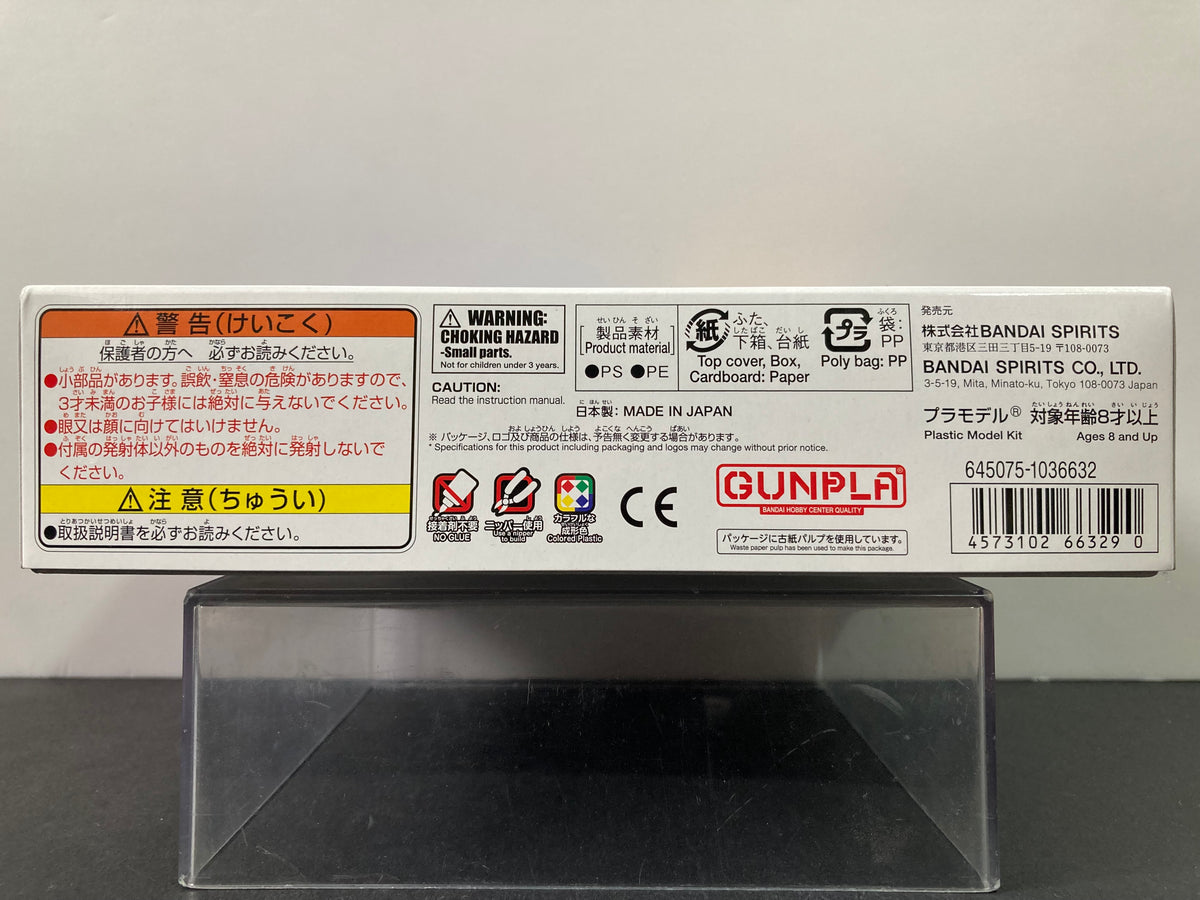 警告(けいこく)
保護者の方へ 必ずお読みください。
●小部品があります。誤飲・窒息の危険がありますので、
3才未満のお子様には絶対に与えないでください。
●眼又は顔に向けてはいけません。
●付属の発射体以外のものを絶対に発射しないで
ください。
注意(ちゅうい)
●取扱説明書を必ずお読みください。
WARNING:
CHOKING HAZARD
-Small parts.
Not for children under 3 years.
CAUTION:
Read the instruction manual.
製品素材
[Product material]
●PS ●PE
紙
ふた、
下箱、台紙
Top cover, Box,
Cardboard: Paper
プラ
袋:
PP
Poly bag: PP
日本製: MADE IN JAPAN
※ パッケージ、ロゴ及び商品の仕様は、予告無く変更する場合があります。
* Specifications for this product including packaging and logos may change without prior notice.
接着剤不要
NO GLUE
ニッパー使用
Use a nipper
to build
カラフルな
成形色
Colored Plastic
CE
GUNPLA®
BANDAI HOBBY CENTER QUALITY
パッケージに古紙パルプを使用しています。
Waste paper pulp has been used to make this package.
発売元
株式会社BANDAI SPIRITS
東京都港区三田三丁目5-19 〒108-0073
BANDAI SPIRITS CO., LTD.
3-5-19, Mita, Minato-ku, Tokyo 108-0073 Japan
プラモデル® 対象年齢8才以上
Plastic Model Kit Ages 8 and Up
645075-1036632
4573102 66329 0